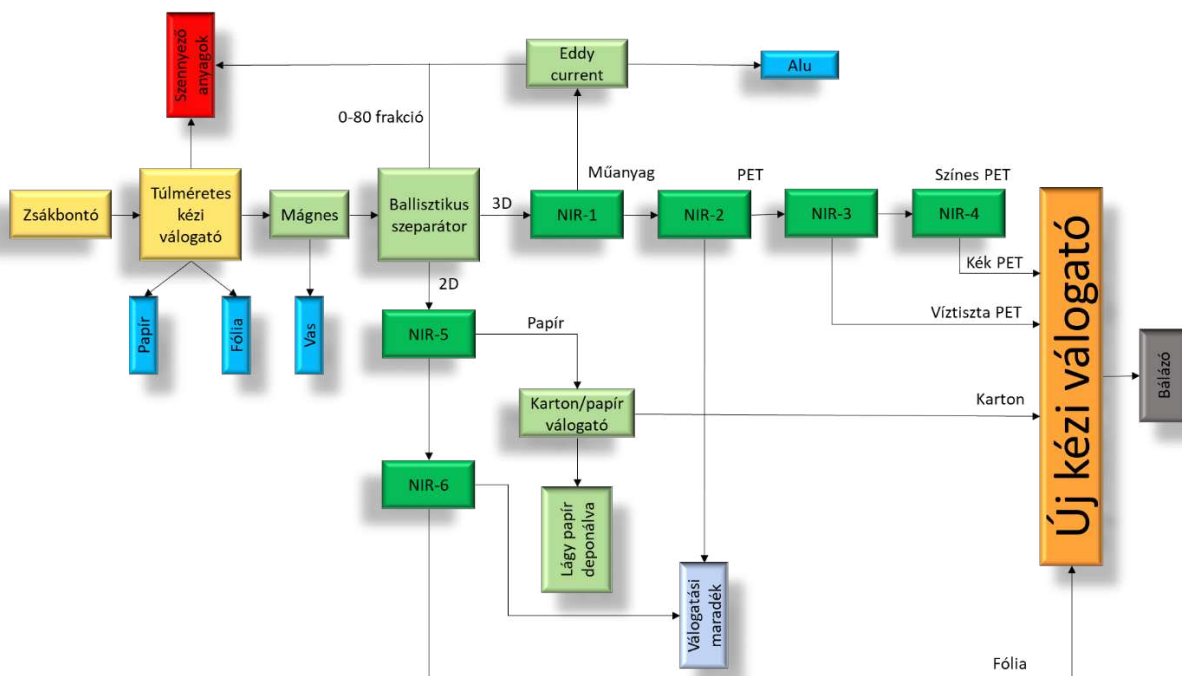 Szennyező
anyagok
Eddy
current
Alu
0-80 frakció
Zsákbontó
Túlméretes
kézi
válogató
Mágnes
Ballisztikus
szeparátor
3D
NIR-1
Műanyag
NIR-2
PET
NIR-3
Színes PET
NIR-4
Kék PET
Víztiszta PET
Új kézi válogató
Bálázó
Papír
Fólia
Vas
2D
NIR-5
Papír
Karton/papír
válogató
Karton
NIR-6
Lágy papír
deponálva
Válogatási
maradék
Fólia